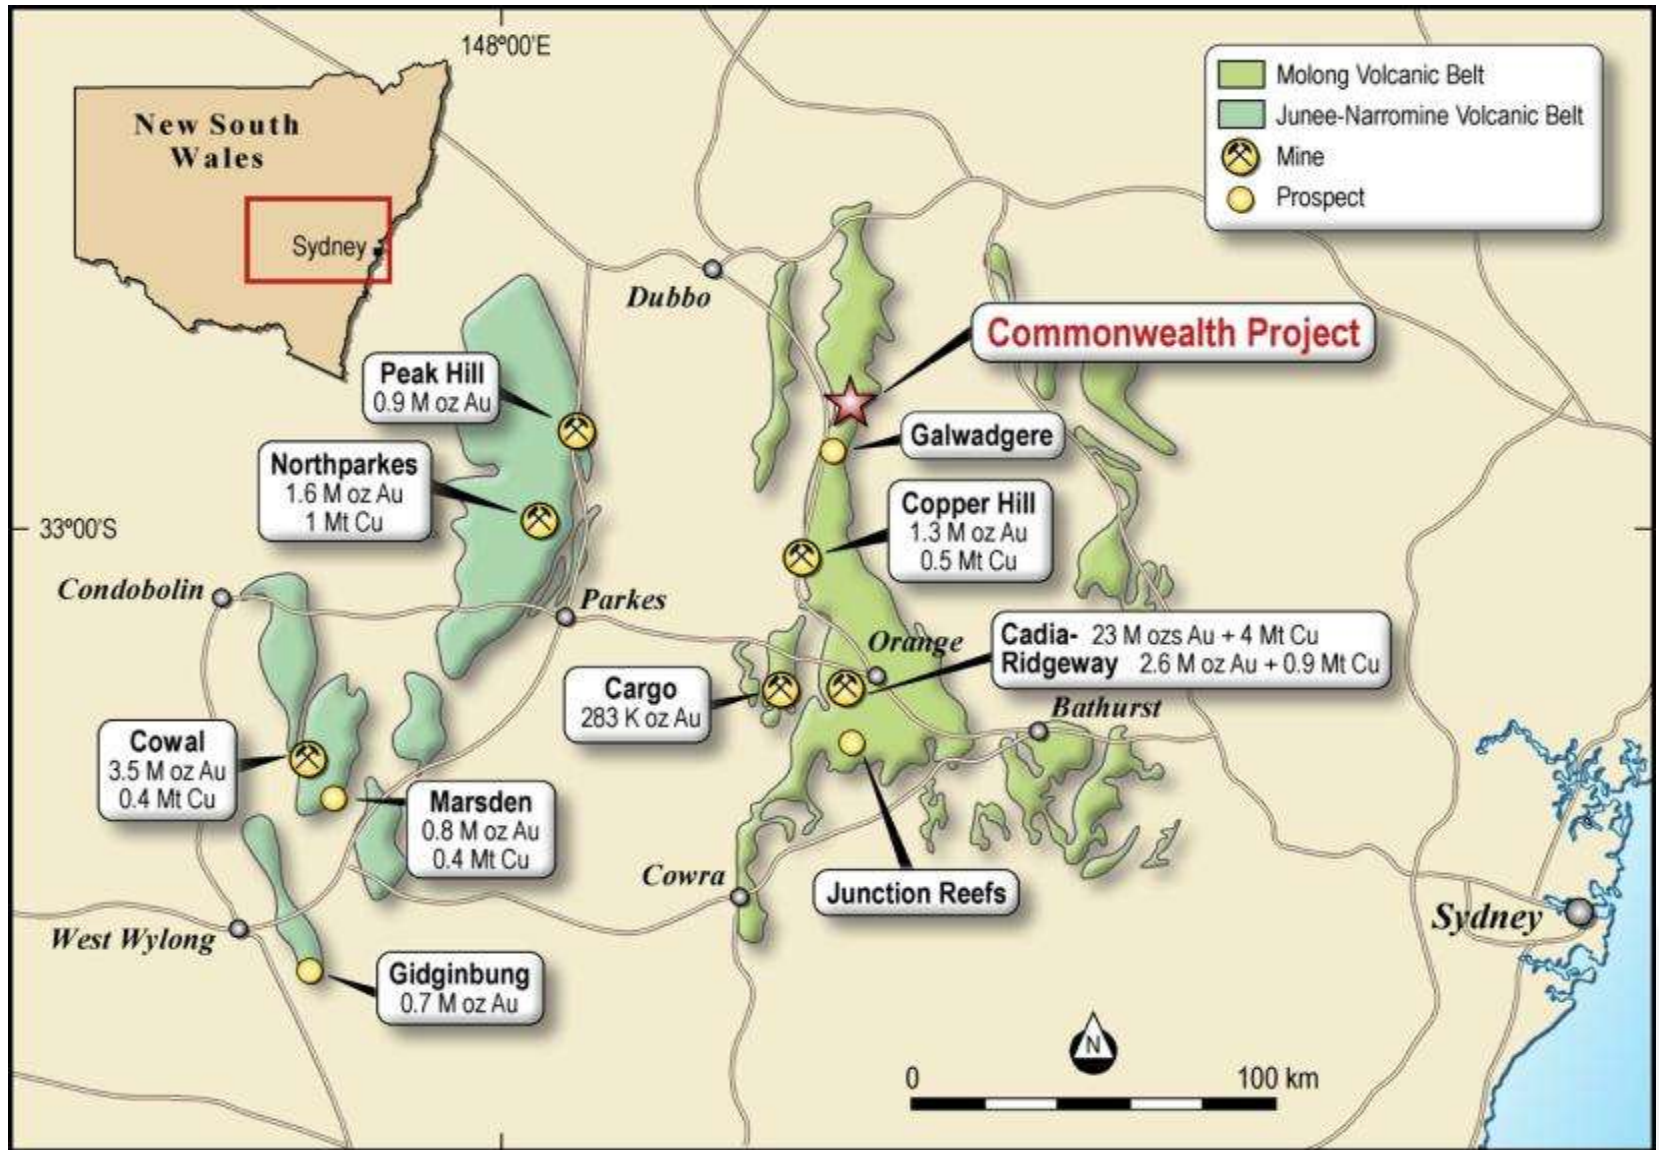 148°00'E
New South
Wales
Sydney
Molong Volcanic Belt
Junee-Narromine Volcanic Belt
Mine
Prospect
Dubbo
Commonwealth Project
Peak Hill
0.9 M oz Au
Galwadgere
Northparkes
1.6 M oz Au
1 Mt Cu
Copper Hill
1.3 M oz Au
0.5 Mt Cu
33°00'S
Condobolin
Parkes
Orange
Cadia- 23 M ozs Au + 4 Mt Cu
Ridgeway 2.6 M oz Au + 0.9 Mt Cu
Cargo
283 K oz Au
Bathurst
Cowal
3.5 M oz Au
0.4 Mt Cu
Marsden
0.8 M oz Au
0.4 Mt Cu
Cowra
Junction Reefs
Sydney
West Wylong
Gidginbung
0.7 M oz Au
N
0 100 km